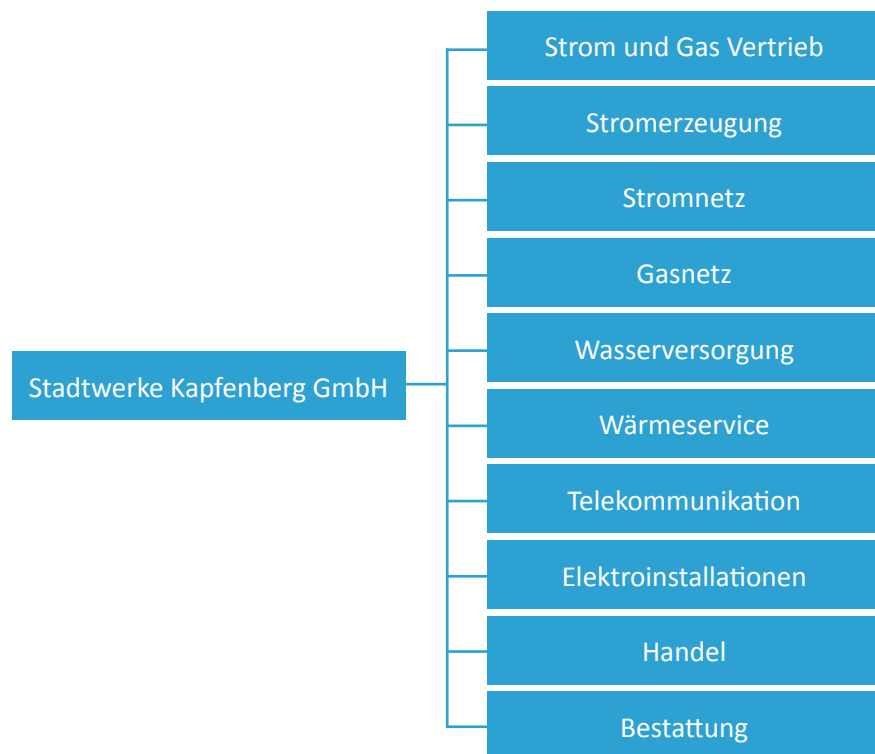 Strom und Gas Vertrieb
Stromerzeugung
Stromnetz
Gasnetz
Wasserversorgung
Stadtwerke Kapfenberg GmbH
Wärmeservice
Telekommunikation
Elektroinstallationen
Handel
Bestattung